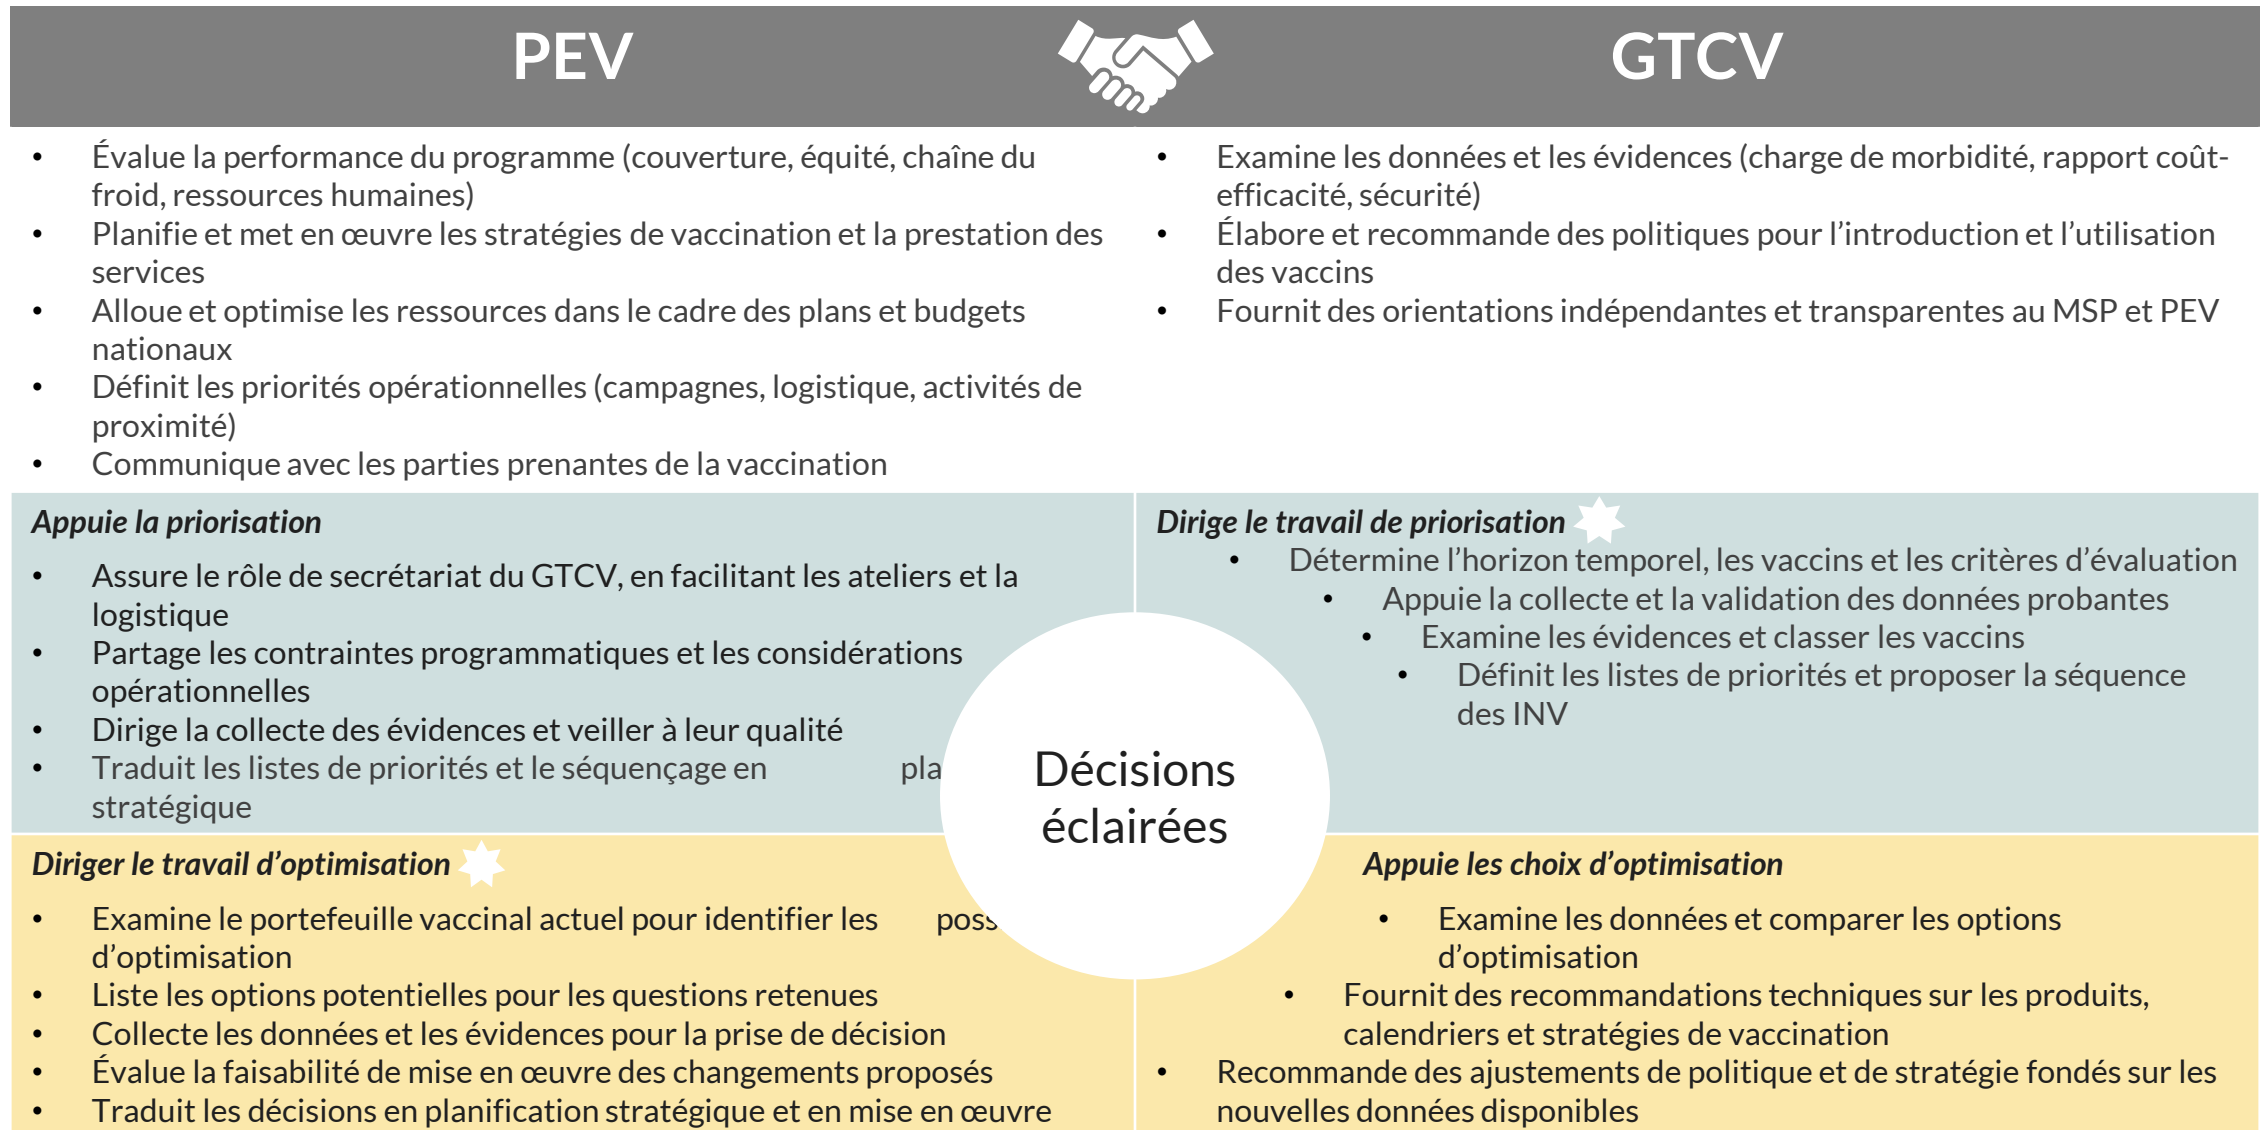 PEV
GTCV
• Évalue la performance du programme (couverture, équité, chaîne du
froid, ressources humaines)
• Planifie et met en œuvre les stratégies de vaccination et la prestation des
services
• Alloue et optimise les ressources dans le cadre des plans et budgets
nationaux
• Définit les priorités opérationnelles (campagnes, logistique, activités de
proximité)
• Communique avec les parties prenantes de la vaccination
• Examine les données et les évidences (charge de morbidité, rapport coût-
efficacité, sécurité)
• Élabore et recommande des politiques pour l’introduction et l’utilisation
des vaccins
• Fournit des orientations indépendantes et transparentes au MSP et PEV
Appuie la priorisation
• Assure le rôle de secrétariat du GTCV, en facilitant les ateliers et la
logistique
• Partage les contraintes programmatiques et les considérations
opérationnelles
• Dirige la collecte des évidences et veiller à leur qualité
• Traduit les listes de priorités et le séquençage en
stratégique
Dirige le travail de priorisation
• Détermine l’horizon temporel, les vaccins et les critères d’évaluation
• Appuie la collecte et la validation des données probantes
• Examine les évidences et classer les vaccins
• Définit les listes de priorités et proposer la séquence
des INV
Décisions
éclairées
Diriger le travail d’optimisation
• Examine le portefeuille vaccinal actuel pour identifier les
d’optimisation
• Liste les options potentielles pour les questions retenues
• Collecte les données et les évidences pour la prise de décision
• Évalue la faisabilité de mise en œuvre des changements proposés
• Traduit les décisions en planification stratégique et en mise en œuvre
Appuie les choix d’optimisation
• Examine les données et comparer les options
d’optimisation
• Fournit des recommandations techniques sur les produits,
calendriers et stratégies de vaccination
• Recommande des ajustements de politique et de stratégie fondés sur les
nouvelles données disponibles